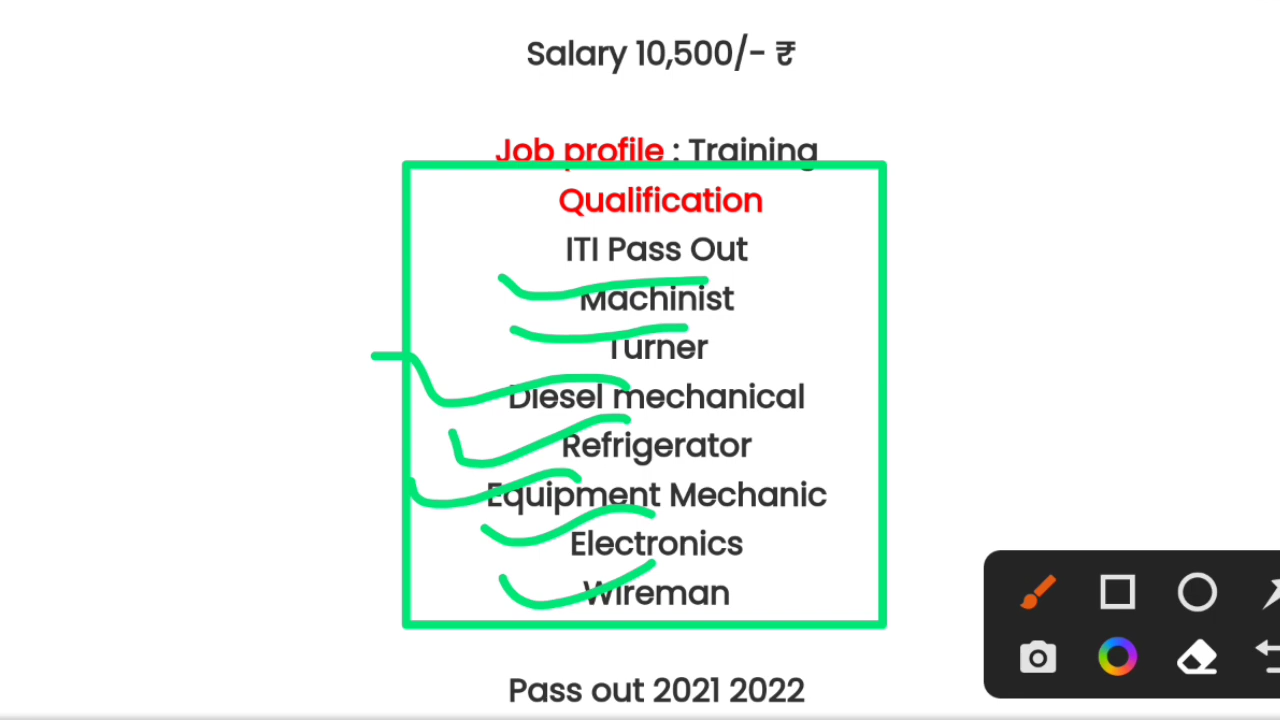 Salary 10,500/- ₹
Job profile : Training
Qualification
ITI Pass Out
Machinist
Turner
Diesel mechanical
Refrigerator
Equipment Mechanic
Electronics
Wireman
Pass out 2021 2022